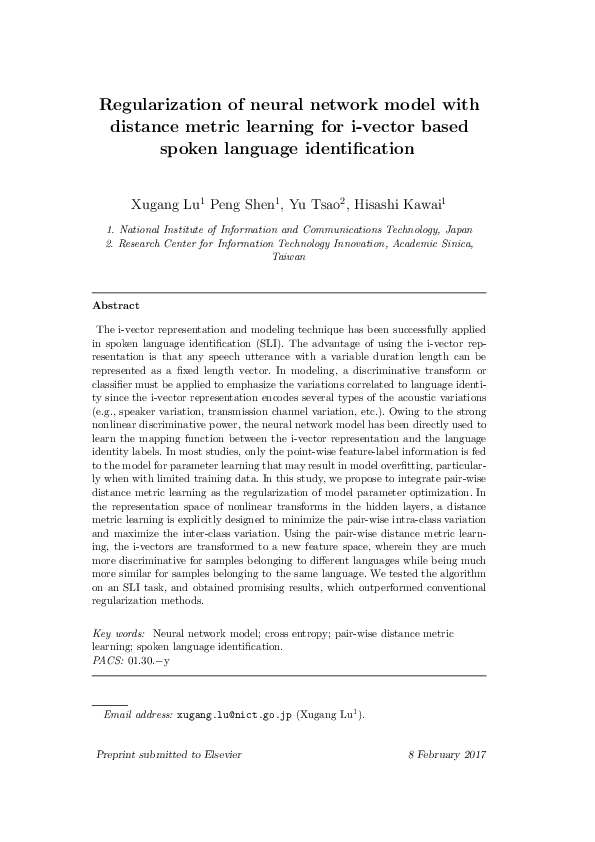 Regularization of neural network model with
distance metric learning for i-vector based
spoken language identification
Xugang Lu1 Peng Shen1, Yu Tsao2, Hisashi Kawai1
1. National Institute of Information and Communications Technology, Japan
2. Research Center for Information Technology Innovation, Academic Sinica,
Taiwan
Abstract
The i-vector representation and modeling technique has been successfully applied
in spoken language identification (SLI). The advantage of using the i-vector rep-
resentation is that any speech utterance with a variable duration length can be
represented as a fixed length vector. In modeling, a discriminative transform or
classifier must be applied to emphasize the variations correlated to language identi-
ty since the i-vector representation encodes several types of the acoustic variations
(e.g., speaker variation, transmission channel variation, etc.). Owing to the strong
nonlinear discriminative power, the neural network model has been directly used to
learn the mapping function between the i-vector representation and the language
identity labels. In most studies, only the point-wise feature-label information is fed
to the model for parameter learning that may result in model overfitting, particular-
ly when with limited training data. In this study, we propose to integrate pair-wise
distance metric learning as the regularization of model parameter optimization. In
the representation space of nonlinear transforms in the hidden layers, a distance
metric learning is explicitly designed to minimize the pair-wise intra-class variation
and maximize the inter-class variation. Using the pair-wise distance metric learn-
ing, the i-vectors are transformed to a new feature space, wherein they are much
more discriminative for samples belonging to different languages while being much
more similar for samples belonging to the same language. We tested the algorithm
on an SLI task, and obtained promising results, which outperformed conventional
regularization methods.
Key words: Neural network model; cross entropy; pair-wise distance metric
learning; spoken language identification.
PACS: 01.30.−y
Email address: xugang.lu@nict.go.jp (Xugang Lu1).
Preprint submitted to Elsevier 8 February 2017